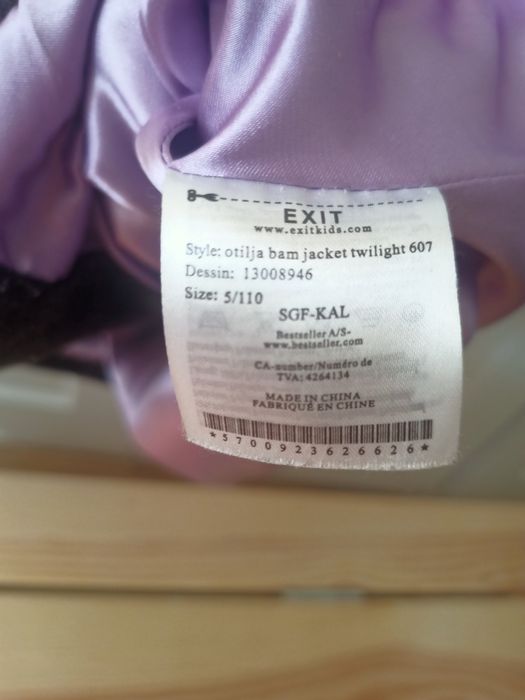 EXIT
www.exitkids.com
Style: otilja bam jacket twilight 607
Dessin: 13008946
Size: 5/110
SGF-KAL
Bestseller A/S-
www.bestseller.com
CA-number/Numéro de
TVA: 4264134
MADE IN CHINA
FABRIQUÉ EN CHINE
*5700923626626*